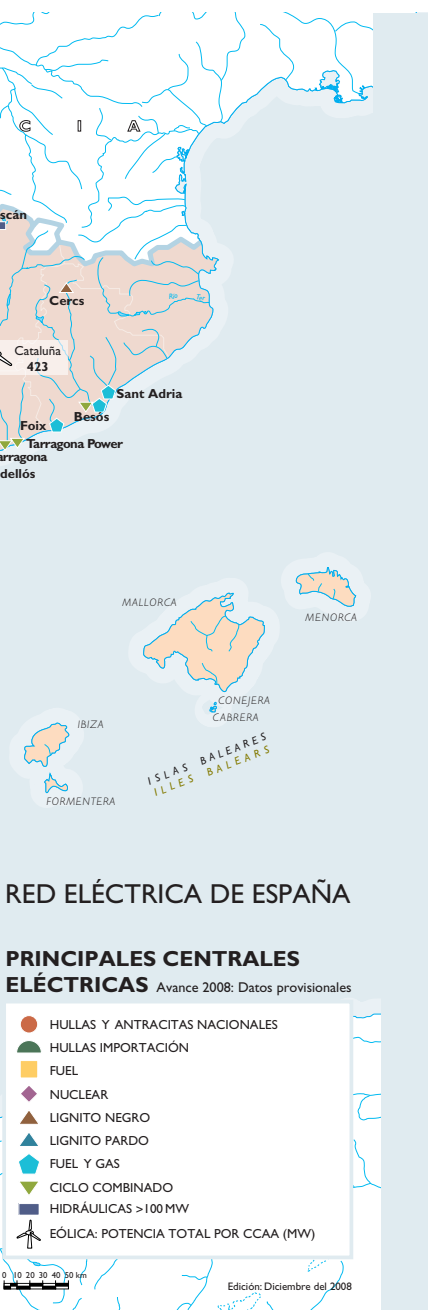 C I A
scán
Cercs
Río Ter
Cataluña
423
Sant Adria
Besós
Foix
Tarragona Power
arragona
dellós
MALLORCA
MENORCA
CONEJERA
CABRERA
IBIZA
ISLAS BALEARES
ILLES BALEARS
FORMENTERA
RED ELÉCTRICA DE ESPAÑA
PRINCIPALES CENTRALES
ELÉCTRICAS Avance 2008: Datos provisionales
HULLAS Y ANTRACITAS NACIONALES
HULLAS IMPORTACIÓN
FUEL
NUCLEAR
LIGNITO NEGRO
LIGNITO PARDO
FUEL Y GAS
CICLO COMBINADO
HIDRÁULICAS >100 MW
EÓLICA: POTENCIA TOTAL POR CCAA (MW)
0 10 20 30 40 50 km
Edición: Diciembre del 2008